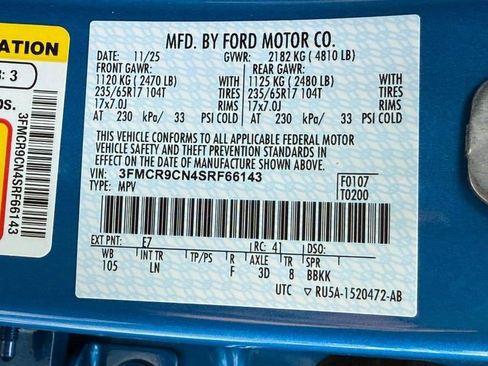 MFD. BY FORD MOTOR CO.
DATE: 11/25 GVWR: 2182 KG ( 4810 LB)
FRONT GAWR: REAR GAWR:
1120 KG (2470 LB) WITH 1125 KG (2480 LB) WITH
235/65R17 104T TIRES 235/65R17 104T TIRES
17x7.0J RIMS 17x7.0J RIMS
AT 230 kPa/ 33 PSI COLD AT 230 kPa/ 33 PSI COLD
THIS VEHICLE CONFORMS TO ALL APPLICABLE FEDERAL MOTOR
VEHICLE SAFETY AND THEFT PREVENTION STANDARDS IN
EFFECT ON THE DATE OF MANUFACTURE SHOWN ABOVE.
VIN: 3FMCR9CN4SRF66143
TYPE: MPV
F0107
T0200
EXT PNT: E7 RC: 41 DSO:
WB INT TR TP/PS R AXLE TR SPR
105 LN F 3D 8 BBKK
UTC ▽ RU5A-1520472-AB
ATION
: 3
os.
3FMCR9CN4SRF66143